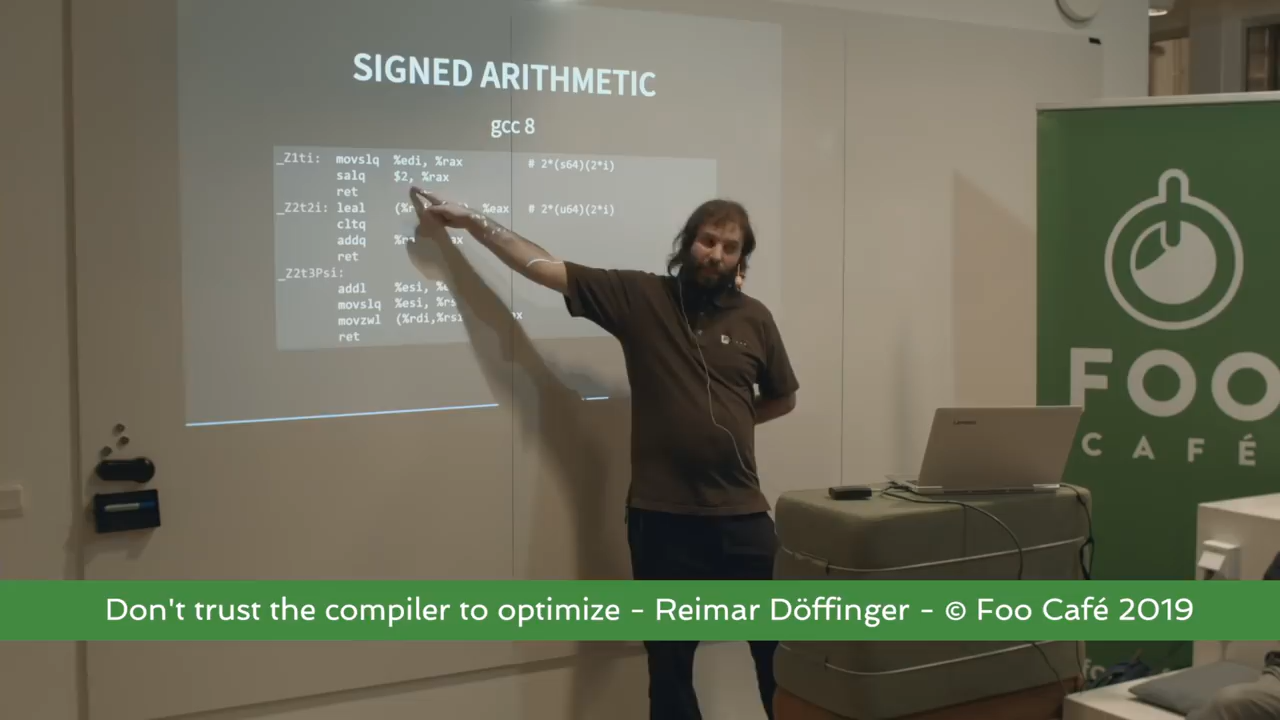 SIGNED ARITHMETIC
gcc 8
_Z1ti: movslq %edi, %rax # 2*(s64)(2*i)
salq $2, %rax
ret
_Z2t2i: leal %eax # 2*(u64)(2*i)
cltq
addq
ret
_Z2t3Psi:
addl %esi,
movslq %esi,
movzwl
ret
FOO
CAFÉ
Don't trust the compiler to optimize - Reimar Döffinger - © Foo Café 2019